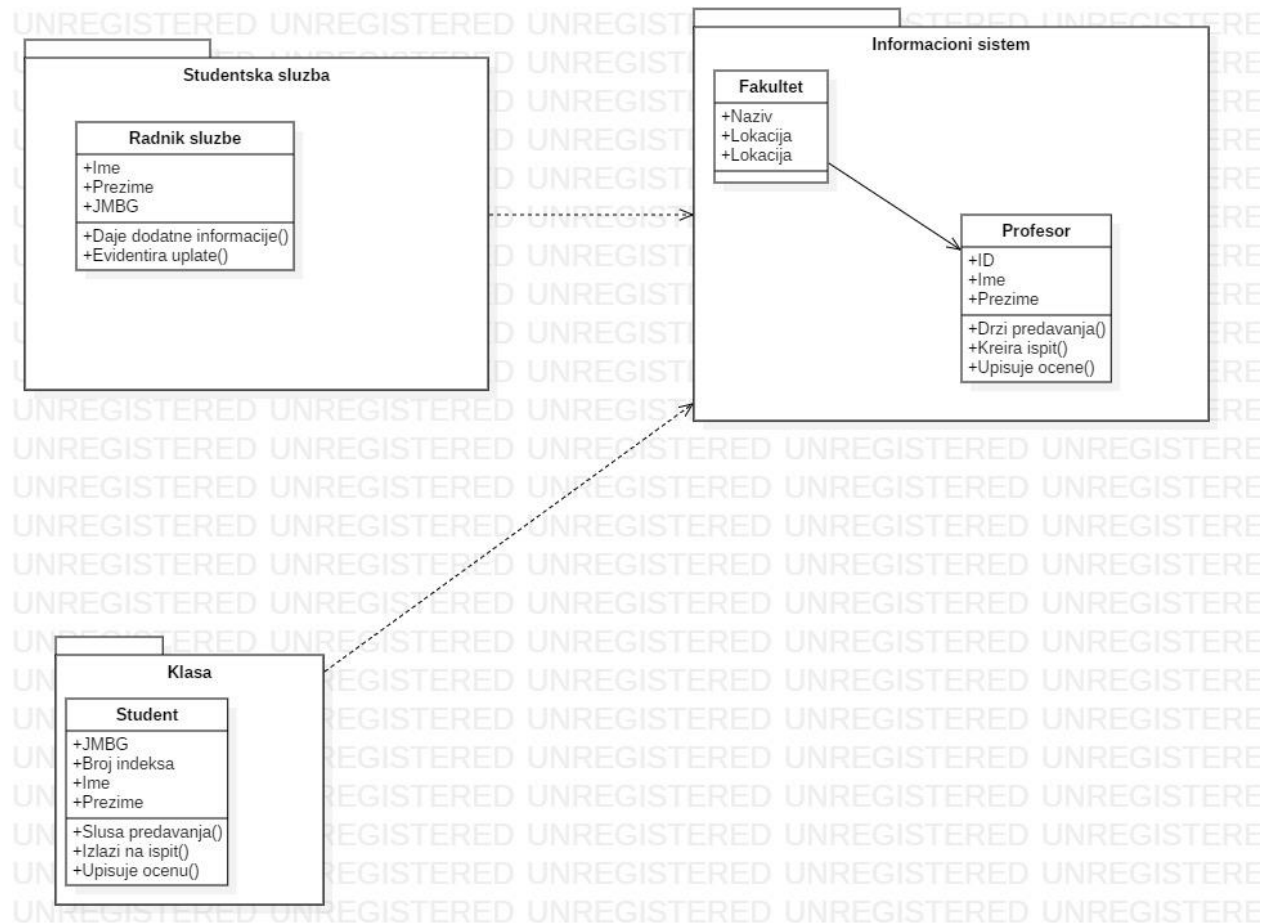 Studentska sluzba
Radnik sluzbe
+Ime
+Prezime
+JMBG
+Daje dodatne informacije()
+Evidentira uplate()
Informacioni sistem
Fakultet
+Naziv
+Lokacija
+Lokacija
Profesor
+ID
+Ime
+Prezime
+Drzi predavanja()
+Kreira ispit()
+Upisuje ocene()
Klasa
Student
+JMBG
+Broj indeksa
+Ime
+Prezime
+Slusa predavanja()
+Izlazi na ispit()
+Upisuje ocenu()
UNREGISTERED UNREGISTERED UNREGISTERED UNREGISTERED